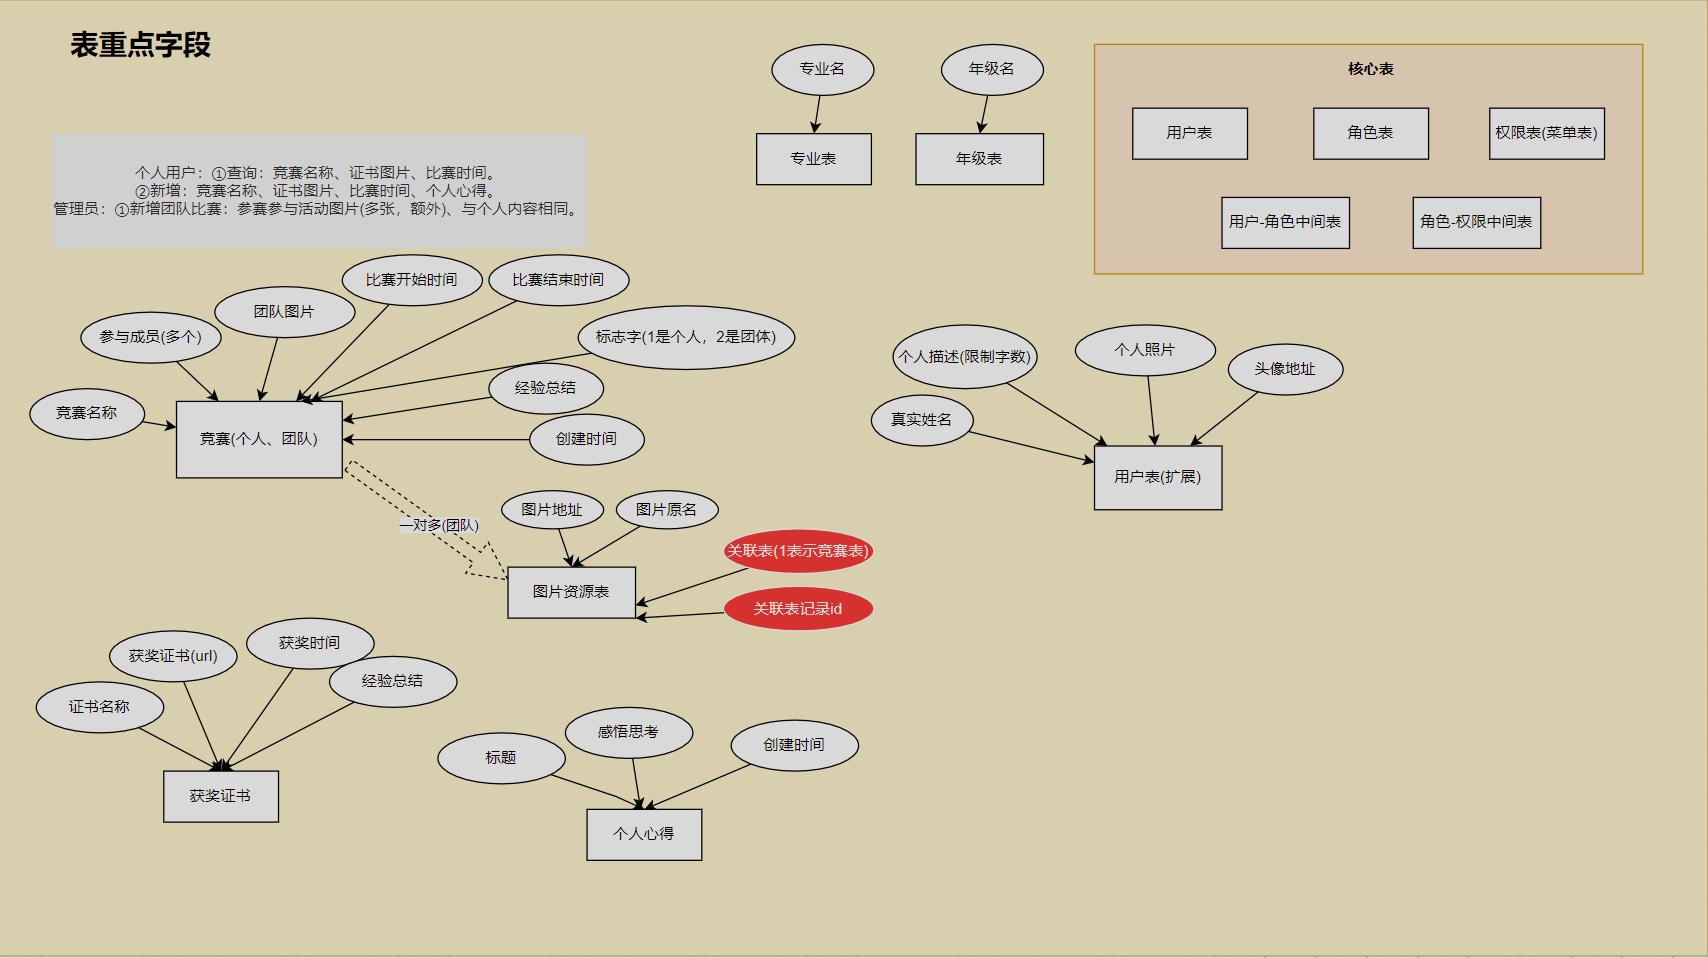 表重点字段
专业名
年级名
核心表
用户表
角色表
权限表(菜单表)
专业表
年级表
用户-角色中间表
角色-权限中间表
个人用户：①查询：竞赛名称、证书图片、比赛时间。
②新增：竞赛名称、证书图片、比赛时间、个人心得。
管理员：①新增团队比赛：参赛参与活动图片(多张，额外)、与个人内容相同。
比赛开始时间
比赛结束时间
团队图片
参与成员(多个)
标志字(1是个人，2是团体)
经验总结
竞赛名称
竞赛(个人、团队)
创建时间
个人描述(限制字数)
个人照片
头像地址
真实姓名
用户表(扩展)
一对多(团队)
图片地址
图片原名
关联表(1表示竞赛表)
图片资源表
关联表记录id
获奖证书(url)
获奖时间
经验总结
证书名称
获奖证书
标题
感悟思考
创建时间
个人心得